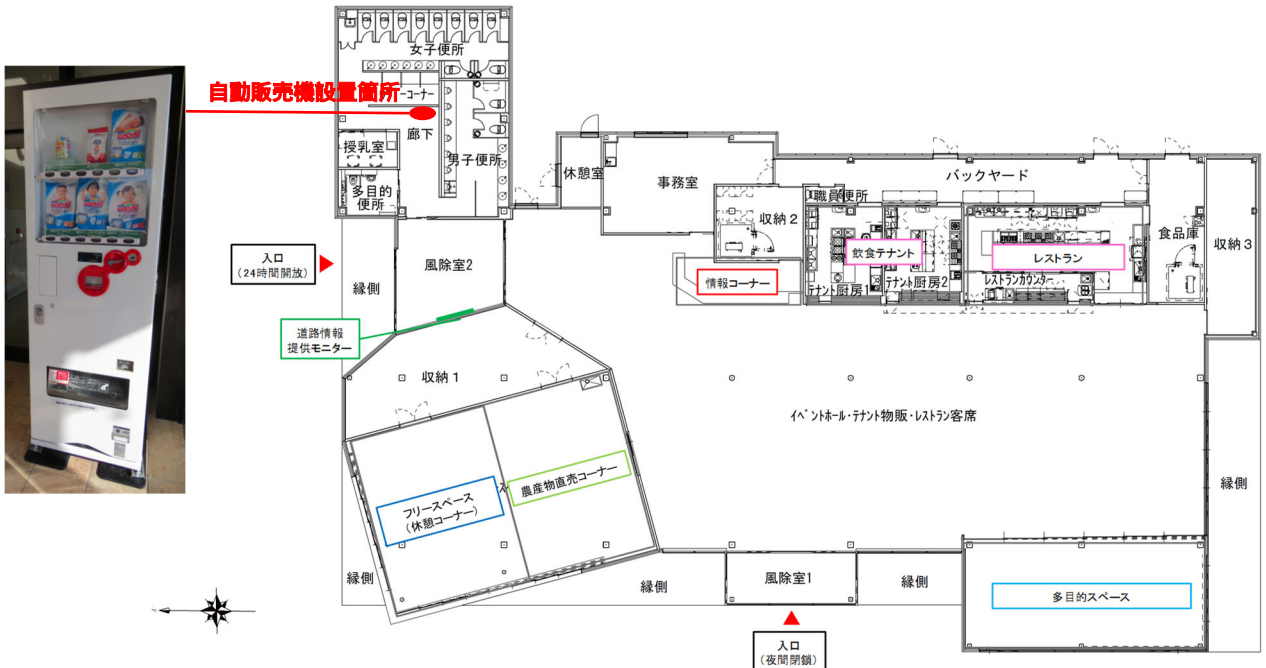 女子便所
自動販売機設置箇所
ーコーナー
廊下
授乳室
男子便所
多目的
便所
休憩室
事務室
バックヤード
職員便所
収納2
食品庫
収納3
飲食テナント
レストラン
入口
(24時間開放)
風除室2
情報コーナー
テナント厨房1
テナント厨房2
レストランカウンター
縁側
道路情報
提供モニター
収納1
イベントホール・テナント物販・レストラン客席
農産物直売コーナー
フリースペース
(休憩コーナー)
縁側
縁側
縁側
風除室1
縁側
多目的スペース
入口
(夜間閉鎖)